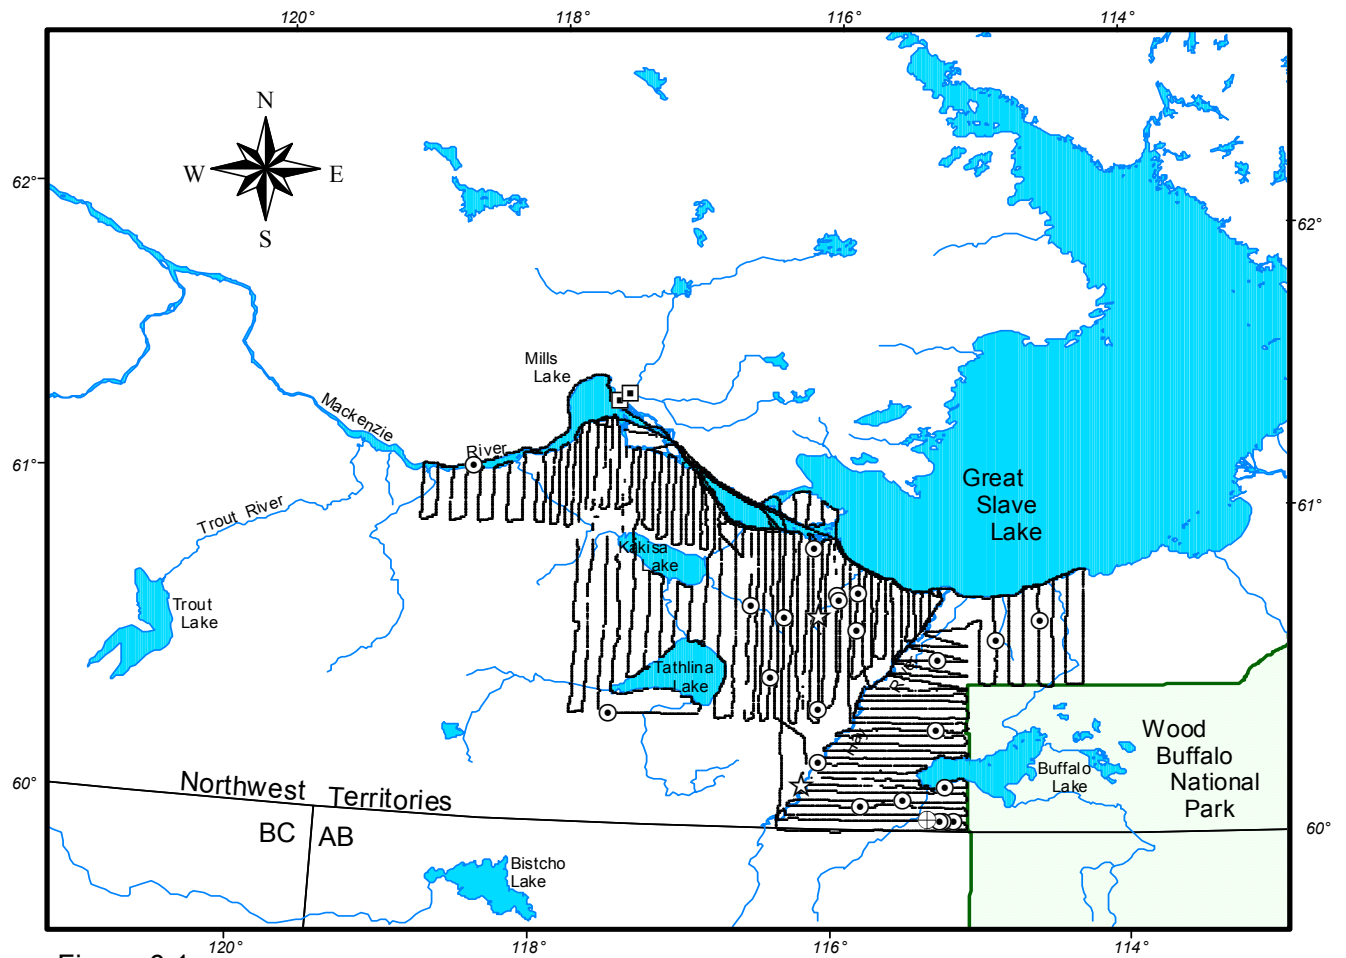 120°
118°
116°
114°
N
W
E
S
62°
62°
Mills
Lake
Mackenzie
River
61°
61°
Great
Slave
Lake
Trout River
Kakisa
Lake
Trout
Lake
Tathlina
Lake
River
Hay
Wood
Buffalo
National
Park
Buffalo
Lake
60°
Northwest Territories
60°
BC
AB
Bistcho
Lake
120°
118°
116°
114°